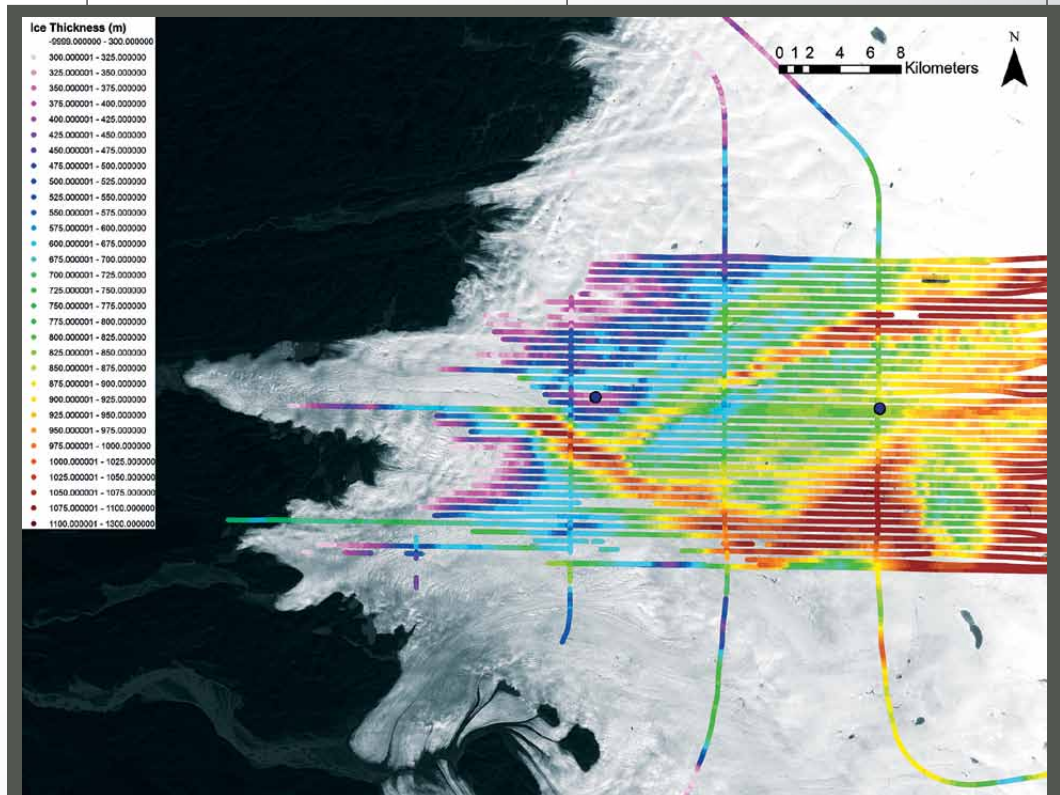 Ice Thickness (m)
-9999.000000 - 300.000000
300.000001 - 325.000000
325.000001 - 350.000000
350.000001 - 375.000000
375.000001 - 400.000000
400.000001 - 425.000000
425.000001 - 450.000000
450.000001 - 475.000000
475.000001 - 500.000000
500.000001 - 525.000000
525.000001 - 550.000000
550.000001 - 575.000000
575.000001 - 600.000000
600.000001 - 675.000000
675.000001 - 700.000000
700.000001 - 725.000000
725.000001 - 750.000000
750.000001 - 775.000000
775.000001 - 800.000000
800.000001 - 825.000000
825.000001 - 850.000000
850.000001 - 875.000000
875.000001 - 900.000000
900.000001 - 925.000000
925.000001 - 950.000000
950.000001 - 975.000000
975.000001 - 1000.000000
1000.000001 - 1025.000000
1025.000001 - 1050.000000
1050.000001 - 1075.000000
1075.000001 - 1100.000000
1100.000001 - 1300.000000
N
0 1 2 4 6 8
Kilometers